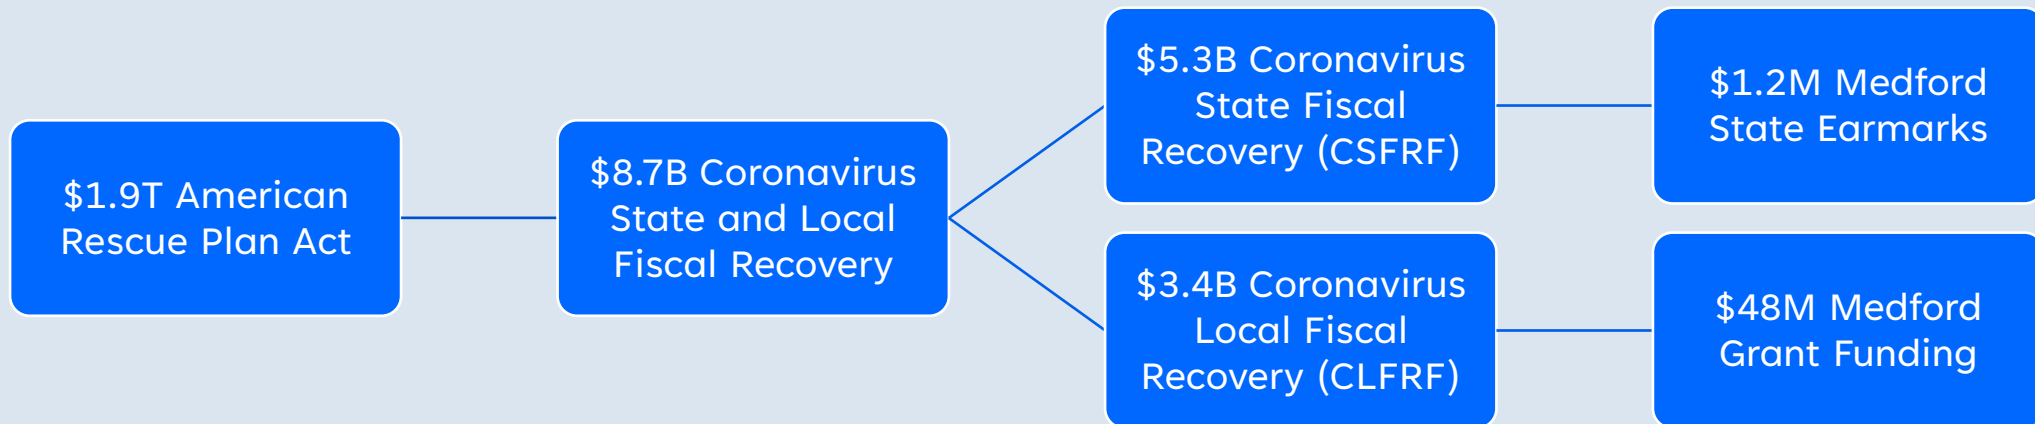 $1.9T American
Rescue Plan Act
$8.7B Coronavirus
State and Local
Fiscal Recovery
$5.3B Coronavirus
State Fiscal
Recovery (CSFRF)
$1.2M Medford
State Earmarks
$3.4B Coronavirus
Local Fiscal
Recovery (CLFRF)
$48M Medford
Grant Funding